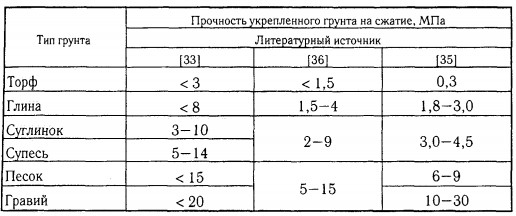 Тип грунта
Прочность укрепленного грунта на сжатие, МПа
Литературный источник
[33] [36] [35]
Торф < 3 < 1,5 0,3
Глина < 8 1,5–4 1,8–3,0
Суглинок 3–10 2–9 3,0–4,5
Супесь 5–14
Песок < 15 5–15 6–9
Гравий < 20 10–30